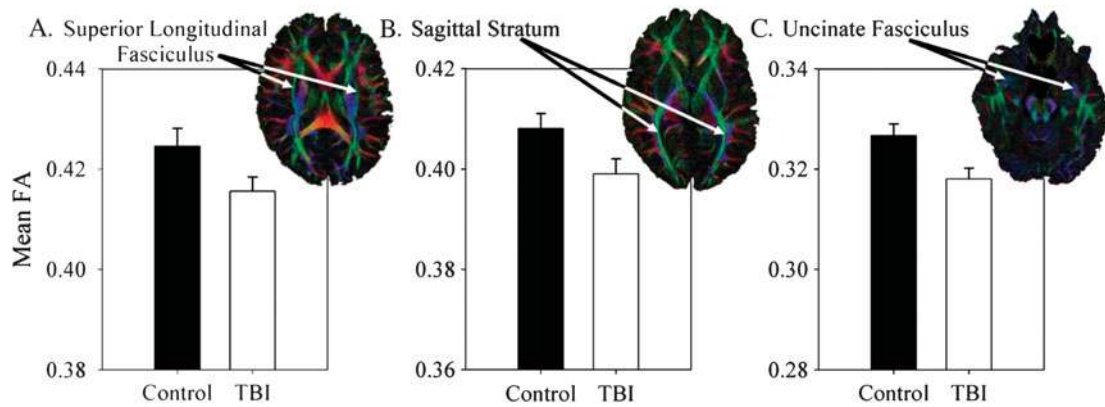 A. Superior Longitudinal
Fasciculus
Mean FA
0.44
0.42
0.40
0.38
Control TBI
B. Sagittal Stratum
0.42
0.40
0.38
0.36
Control TBI
C. Uncinate Fasciculus
0.34
0.32
0.30
0.28
Control TBI